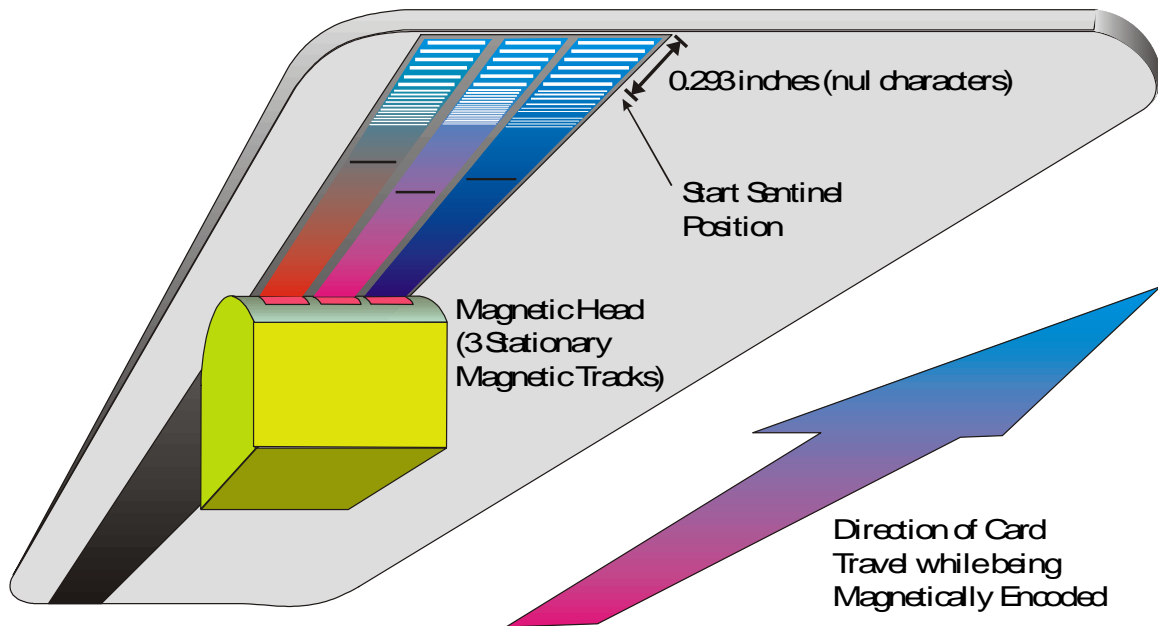 0.293 inches (nul characters)
Start Sentinel
Position
Magnetic Head
(3 Stationary
Magnetic Tracks)
Direction of Card
Travel while being
Magnetically Encoded